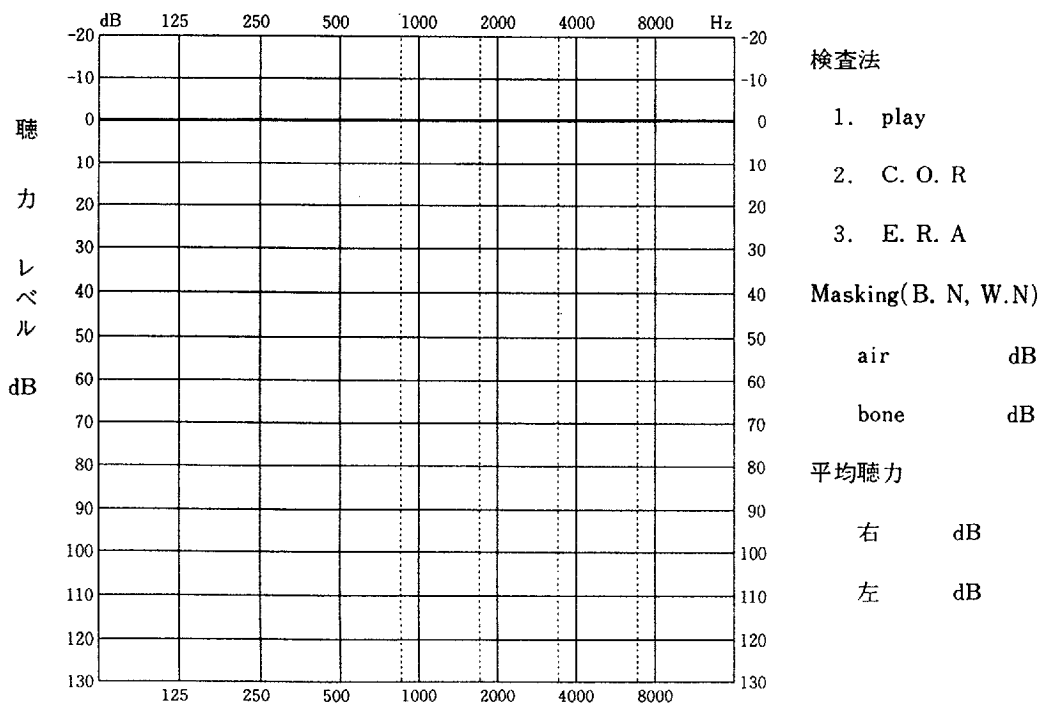 dB 125 250 500 1000 2000 4000 8000 Hz
-20 -20
-10 -10
0 0
10 10
20 20
30 30
40 40
50 50
60 60
70 70
80 80
90 90
100 100
110 110
120 120
130 130
125 250 500 1000 2000 4000 8000
聴力レベル dB
検査法
1. play
2. C. O. R
3. E. R. A
Masking(B. N, W.N)
air dB
bone dB
平均聴力
右 dB
左 dB